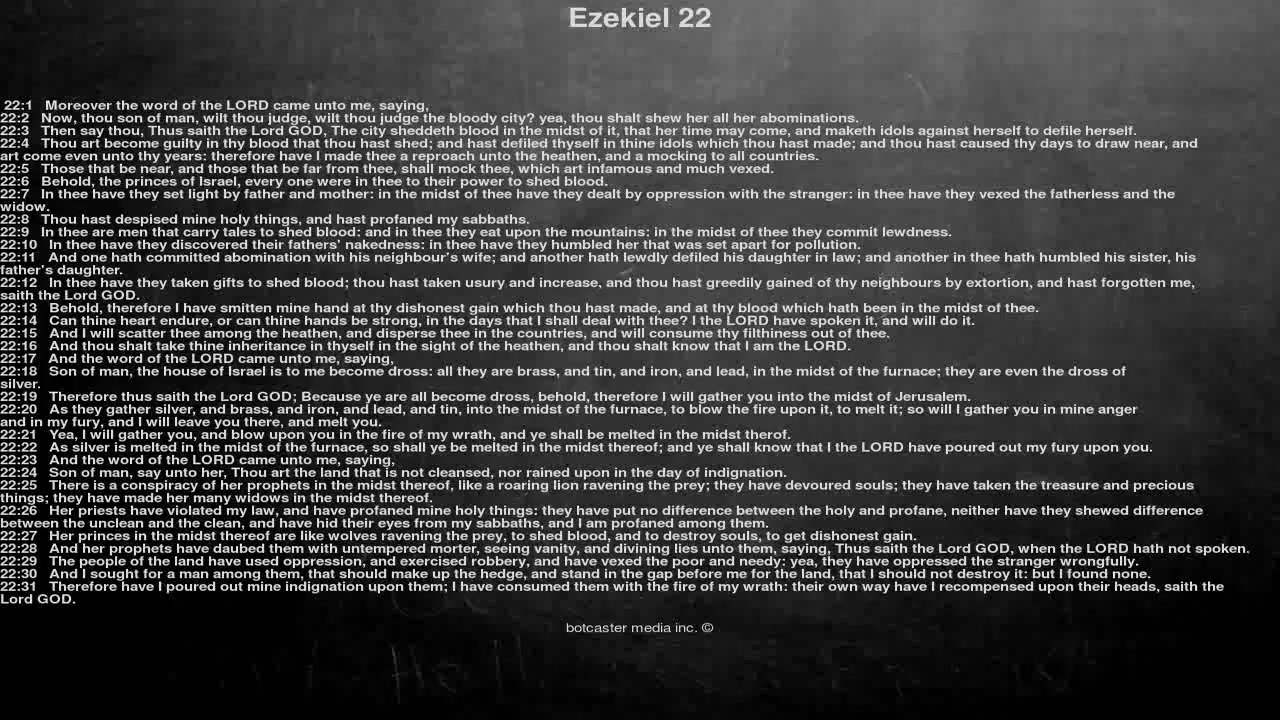 Ezekiel 22
22:1 Moreover the word of the LORD came unto me, saying,
22:2 Now, thou son of man, wilt thou judge, wilt thou judge the bloody city? yea, thou shalt shew her all her abominations.
22:3 Then say thou, Thus saith the Lord GOD, The city sheddeth blood in the midst of it, that her time may come, and maketh idols against herself to defile herself.
22:4 Thou art become guilty in thy blood that thou hast shed; and hast defiled thyself in thine idols which thou hast made; and thou hast caused thy days to draw near, and
art come even unto thy years: therefore have I made thee a reproach unto the heathen, and a mocking to all countries.
22:5 Those that be near, and those that be far from thee, shall mock thee, which art infamous and much vexed.
22:6 Behold, the princes of Israel, every one were in thee to their power to shed blood.
22:7 In thee have they set light by father and mother: in the midst of thee have they dealt by oppression with the stranger: in thee have they vexed the fatherless and the
widow.
22:8 Thou hast despised mine holy things, and hast profaned my sabbaths.
22:9 In thee are men that carry tales to shed blood: and in thee they eat upon the mountains: in the midst of thee they commit lewdness.
22:10 In thee have they discovered their fathers' nakedness: in thee have they humbled her that was set apart for pollution.
22:11 And one hath committed abomination with his neighbour's wife; and another hath lewdly defiled his daughter in law; and another in thee hath humbled his sister, his
father's daughter.
22:12 In thee have they taken gifts to shed blood; thou hast taken usury and increase, and thou hast greedily gained of thy neighbours by extortion, and hast forgotten me,
saith the Lord GOD.
22:13 Behold, therefore I have smitten mine hand at thy dishonest gain which thou hast made, and at thy blood which hath been in the midst of thee.
22:14 Can thine heart endure, or can thine hands be strong, in the days that I shall deal with thee? I the LORD have spoken it, and will do it.
22:15 And I will scatter thee among the heathen, and disperse thee in the countries, and will consume thy filthiness out of thee.
22:16 And thou shalt take thine inheritance in thyself in the sight of the heathen, and thou shalt know that I am the LORD.
22:17 And the word of the LORD came unto me, saying,
22:18 Son of man, the house of Israel is to me become dross: all they are brass, and tin, and iron, and lead, in the midst of the furnace; they are even the dross of
silver.
22:19 Therefore thus saith the Lord GOD; Because ye are all become dross, behold, therefore I will gather you into the midst of Jerusalem.
22:20 As they gather silver, and brass, and iron, and lead, and tin, into the midst of the furnace, to blow the fire upon it, to melt it; so will I gather you in mine anger
and in my fury, and I will leave you there, and melt you.
22:21 Yea, I will gather you, and blow upon you in the fire of my wrath, and ye shall be melted in the midst therof.
22:22 As silver is melted in the midst of the furnace, so shall ye be melted in the midst thereof; and ye shall know that I the LORD have poured out my fury upon you.
22:23 And the word of the LORD came unto me, saying,
22:24 Son of man, say unto her, Thou art the land that is not cleansed, nor rained upon in the day of indignation.
22:25 There is a conspiracy of her prophets in the midst thereof, like a roaring lion ravening the prey; they have devoured souls; they have taken the treasure and precious
things; they have made her many widows in the midst thereof.
22:26 Her priests have violated my law, and have profaned mine holy things: they have put no difference between the holy and profane, neither have they shewed difference
between the unclean and the clean, and have hid their eyes from my sabbaths, and I am profaned among them.
22:27 Her princes in the midst thereof are like wolves ravening the prey, to shed blood, and to destroy souls, to get dishonest gain.
22:28 And her prophets have daubed them with untempered morter, seeing vanity, and divining lies unto them, saying, Thus saith the Lord GOD, when the LORD hath not spoken.
22:29 The people of the land have used oppression, and exercised robbery, and have vexed the poor and needy: yea, they have oppressed the stranger wrongfully.
22:30 And I sought for a man among them, that should make up the hedge, and stand in the gap before me for the land, that I should not destroy it: but I found none.
22:31 Therefore have I poured out mine indignation upon them; I have consumed them with the fire of my wrath: their own way have I recompensed upon their heads, saith the
Lord GOD.
botcaster media inc. ©